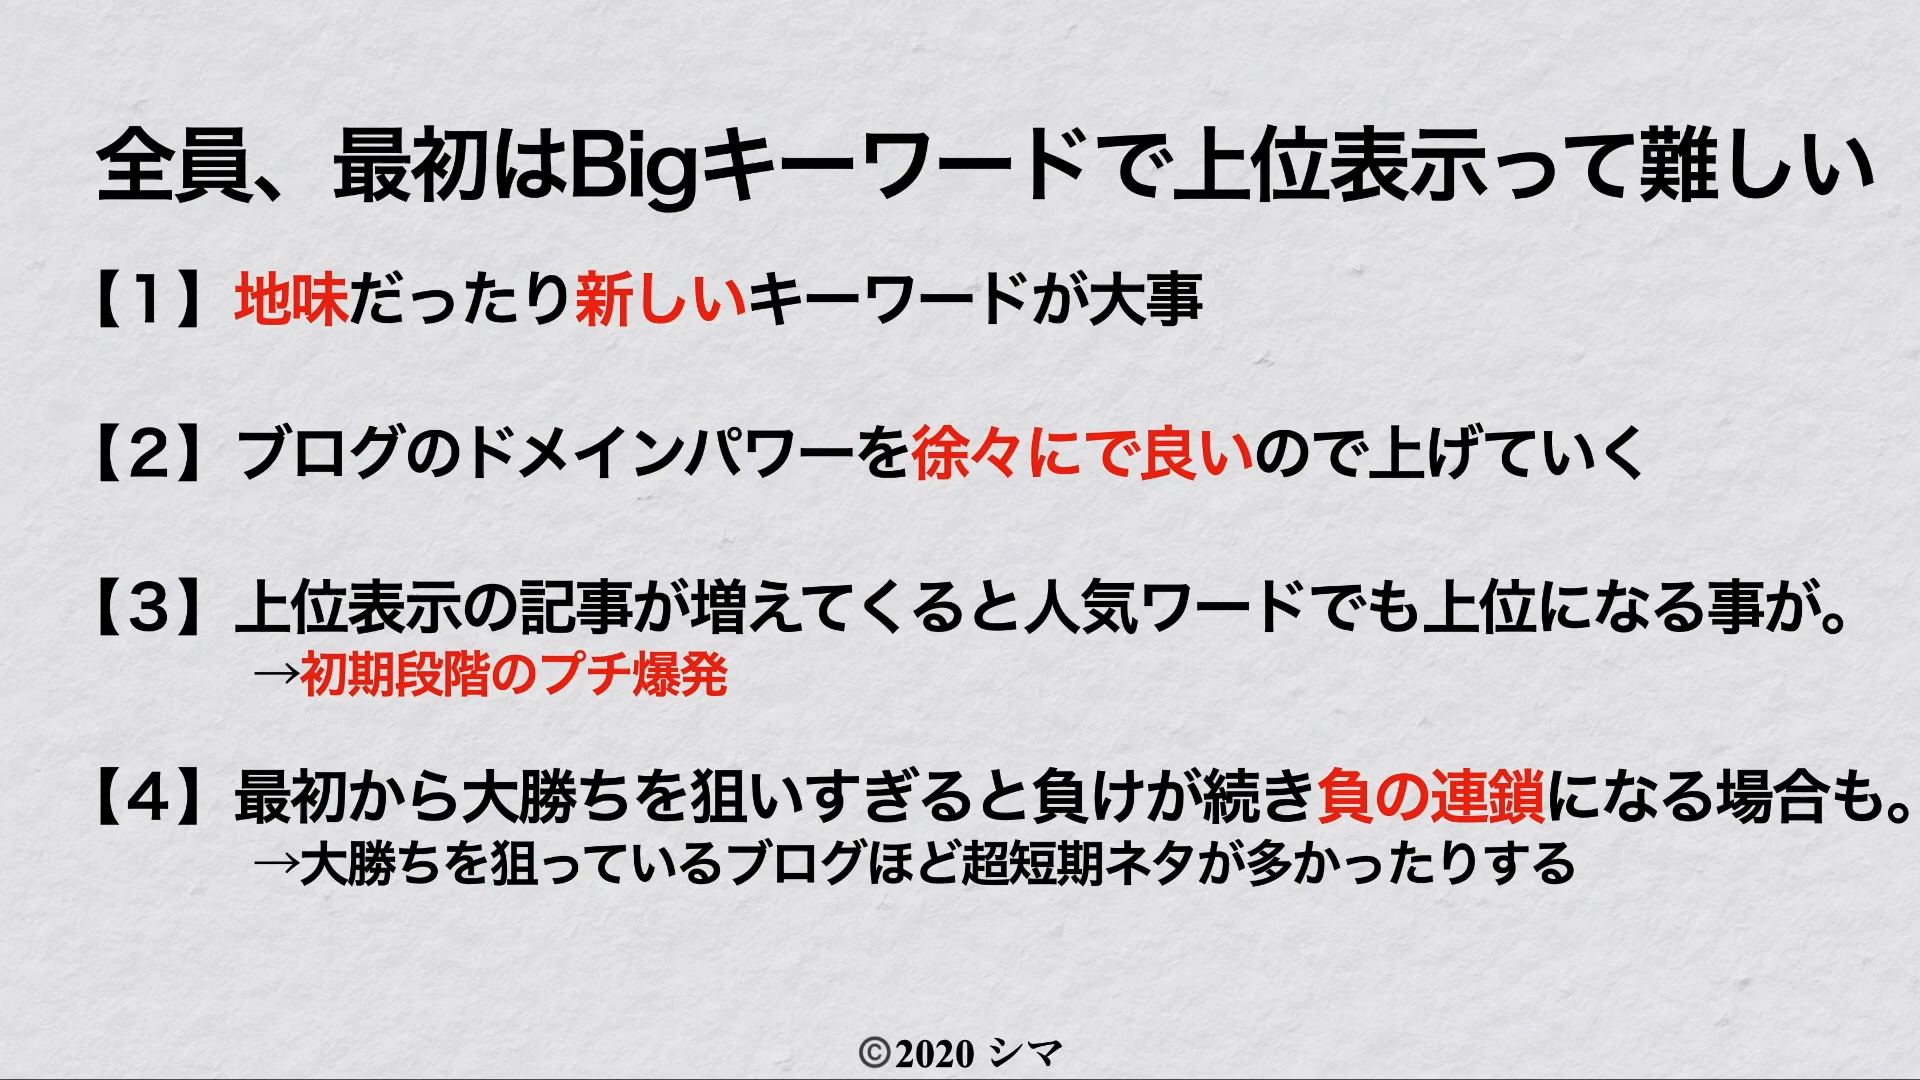 全員、最初はBigキーワードで上位表示って難しい
【１】地味だったり新しいキーワードが大事
【２】ブログのドメインパワーを徐々にで良いので上げていく
【３】上位表示の記事が増えてくると人気ワードでも上位になる事が。
→初期段階のプチ爆発
【４】最初から大勝ちを狙いすぎると負けが続き負の連鎖になる場合も。
→大勝ちを狙っているブログほど超短期ネタが多かったりする
©2020 シマ